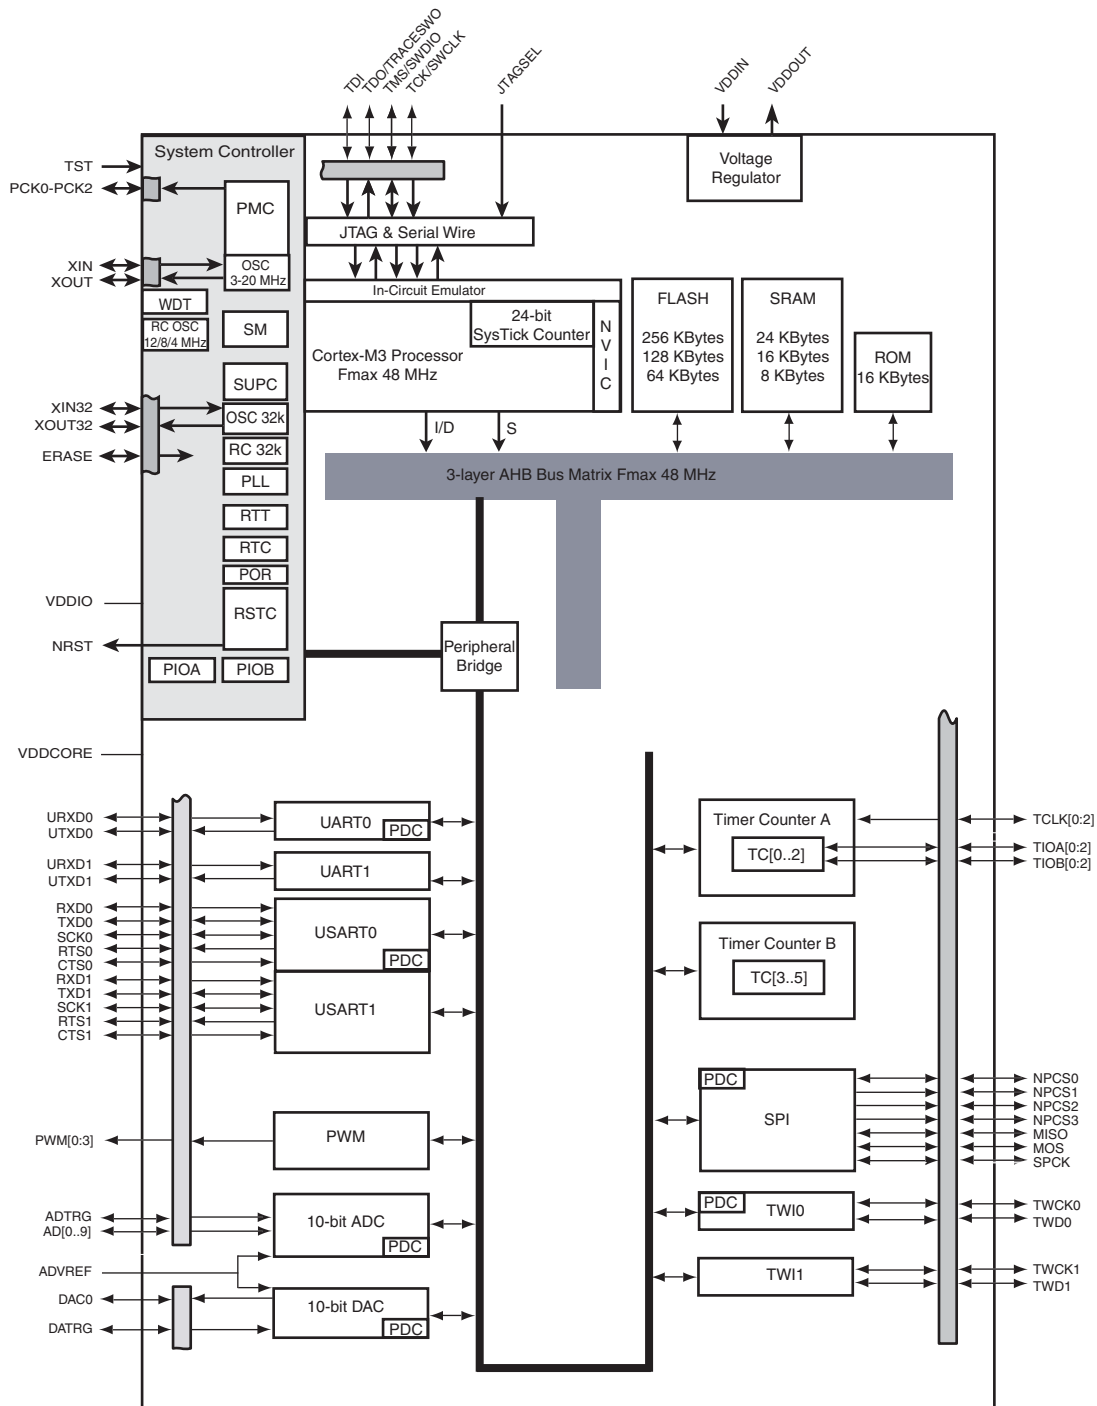 TDI
TDO/TRACESWO
TMS/SWDIO
TCK/SWCLK
JTAGSEL
VDDIN
VDDOUT
System Controller
Voltage
Regulator
TST
PCK0-PCK2
PMC
JTAG & Serial Wire
XIN
XOUT
OSC
3-20 MHz
In-Circuit Emulator
WDT
RC OSC
12/8/4 MHz
SM
24-bit
SysTick Counter
N
V
I
C
Cortex-M3 Processor
Fmax 48 MHz
FLASH
256 KBytes
128 KBytes
64 KBytes
SRAM
24 KBytes
16 KBytes
8 KBytes
ROM
16 KBytes
SUPC
XIN32
XOUT32
OSC 32k
I/D
S
ERASE
RC 32k
3-layer AHB Bus Matrix Fmax 48 MHz
PLL
RTT
RTC
POR
VDDIO
RSTC
NRST
Peripheral
Bridge
PIOA
PIOB
VDDCORE
URXD0
UTXD0
UART0
PDC
URXD1
UTXD1
UART1
RXD0
TXD0
SCK0
RTS0
CTS0
USART0
PDC
RXD1
TXD1
SCK1
RTS1
CTS1
USART1
PWM[0:3]
PWM
ADTRG
AD[0..9]
10-bit ADC
PDC
ADVREF
DAC0
DATRG
10-bit DAC
PDC
Timer Counter A
TC[0..2]
TCLK[0:2]
TIOA[0:2]
TIOB[0:2]
Timer Counter B
TC[3..5]
PDC
SPI
NPCS0
NPCS1
NPCS2
NPCS3
MISO
MOS
SPCK
PDC
TWI0
TWCK0
TWD0
TWI1
TWCK1
TWD1